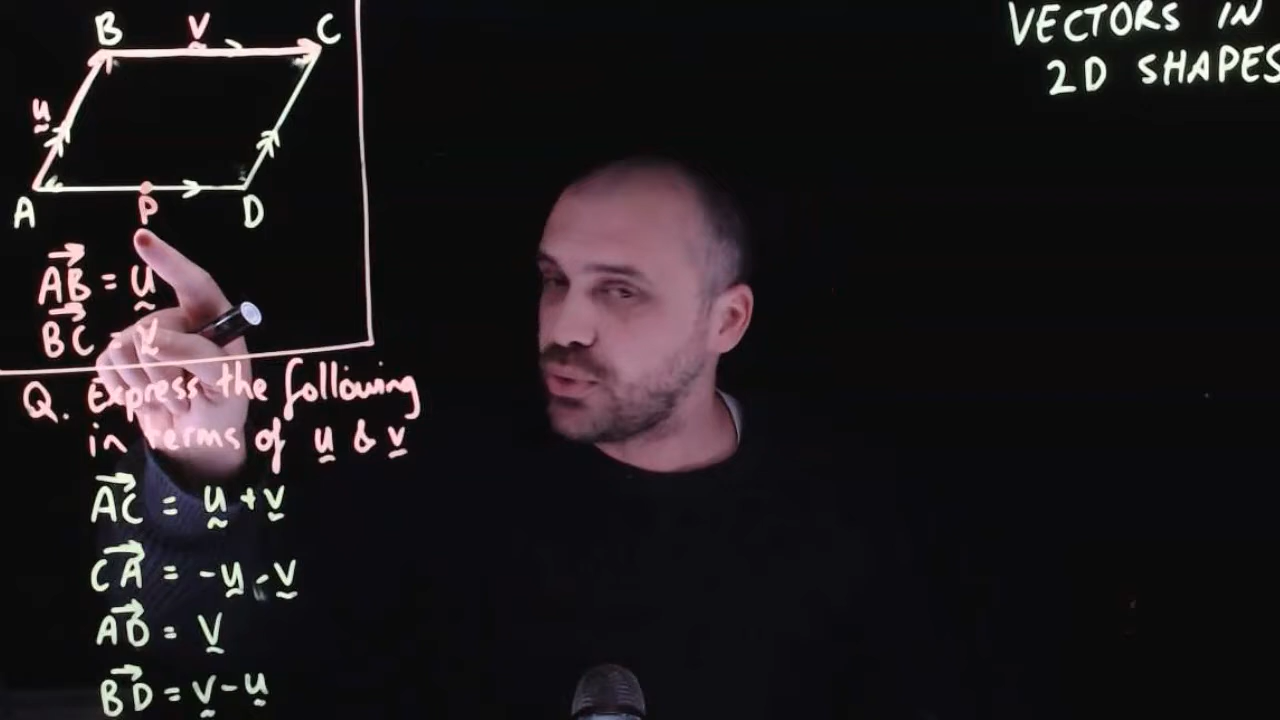 VECTORS IN
2D SHAPES
B V C
u
A P D
AB = u
BC = v
Q. Express the following
in terms of u & v
AC = u + v
CA = -u - v
AD = v
BD = v - u